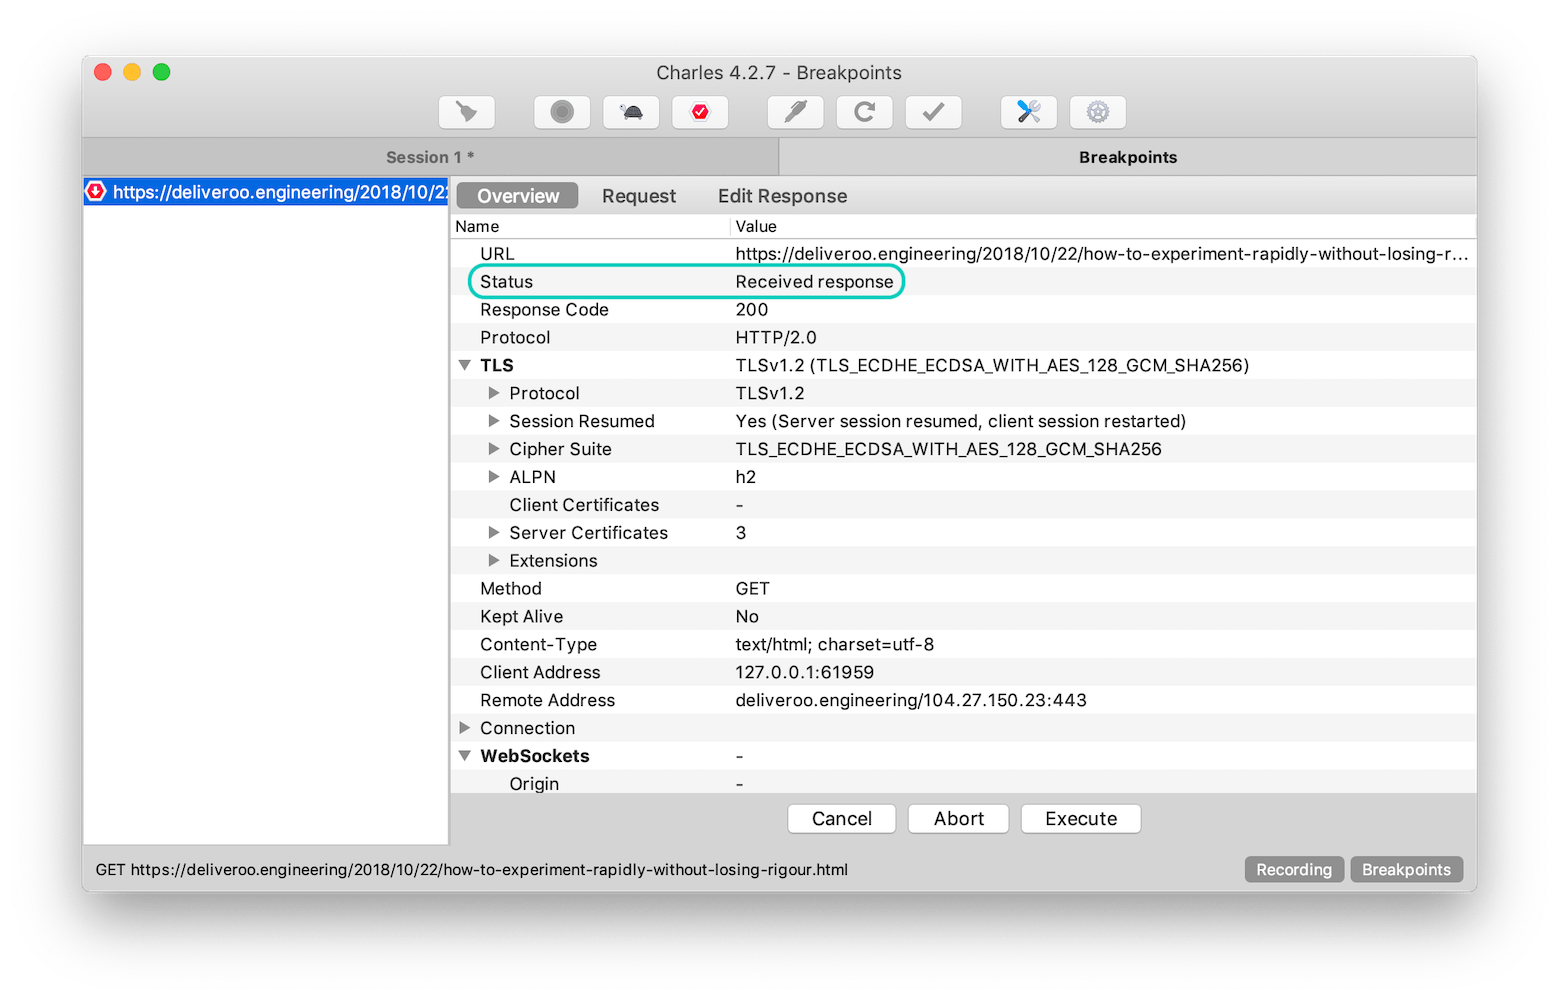 Charles 4.2.7 - Breakpoints
Session 1 *
Breakpoints
https://deliveroo.engineering/2018/10/22
Overview Request Edit Response
Name Value
URL https://deliveroo.engineering/2018/10/22/how-to-experiment-rapidly-without-losing-r...
Status Received response
Response Code 200
Protocol HTTP/2.0
TLS TLSv1.2 (TLS_ECDHE_ECDSA_WITH_AES_128_GCM_SHA256)
Protocol TLSv1.2
Session Resumed Yes (Server session resumed, client session restarted)
Cipher Suite TLS_ECDHE_ECDSA_WITH_AES_128_GCM_SHA256
ALPN h2
Client Certificates -
Server Certificates 3
Extensions
Method GET
Kept Alive No
Content-Type text/html; charset=utf-8
Client Address 127.0.0.1:61959
Remote Address deliveroo.engineering/104.27.150.23:443
Connection
WebSockets -
Origin -
Cancel Abort Execute
GET https://deliveroo.engineering/2018/10/22/how-to-experiment-rapidly-without-losing-rigour.html
Recording Breakpoints